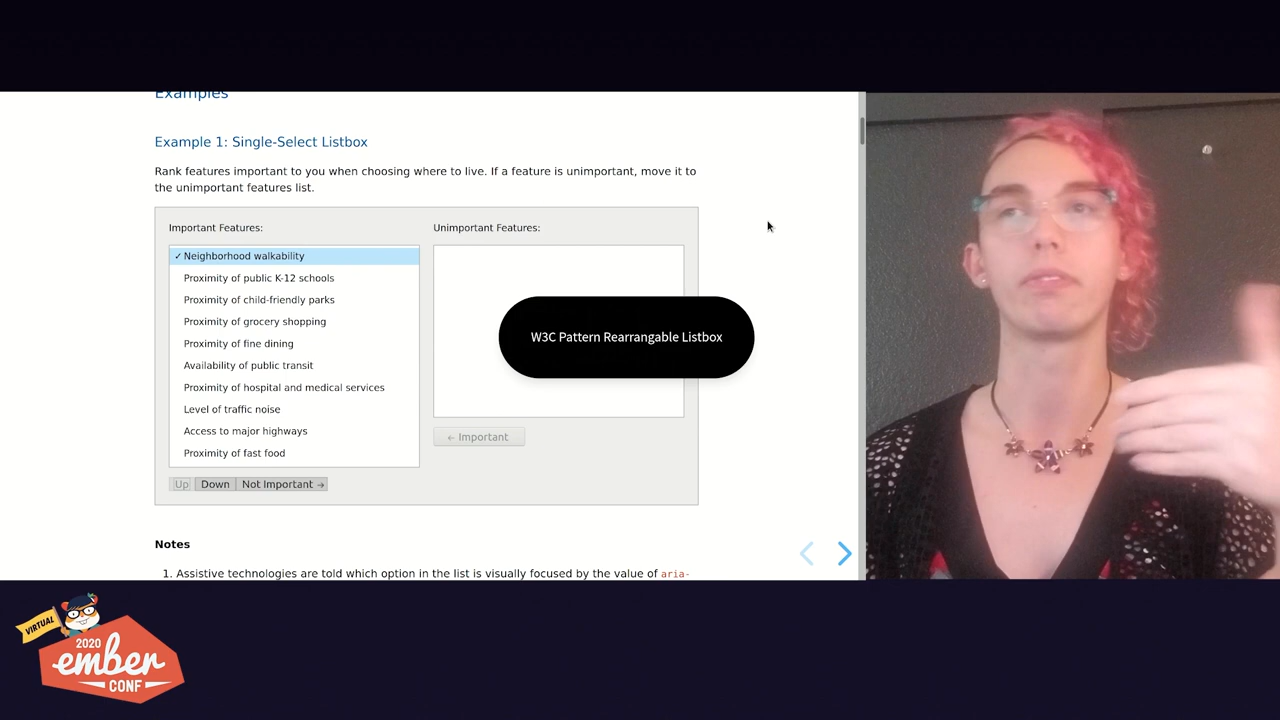 Examples
Example 1: Single-Select Listbox
Rank features important to you when choosing where to live. If a feature is unimportant, move it to
the unimportant features list.
Important Features:
Unimportant Features:
✓ Neighborhood walkability
Proximity of public K-12 schools
Proximity of child-friendly parks
Proximity of grocery shopping
Proximity of fine dining
Availability of public transit
Proximity of hospital and medical services
Level of traffic noise
Access to major highways
Proximity of fast food
W3C Pattern Rearrangable Listbox
← Important
Up Down Not Important →
Notes
1. Assistive technologies are told which option in the list is visually focused by the value of aria-
VIRTUAL
2020
ember
CONF